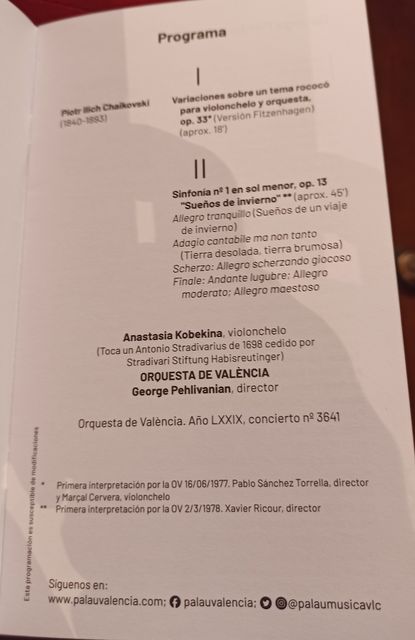 Programa
I
Piotr Ilich Chaikovski
(1840-1893)
Variaciones sobre un tema rococó
para violonchelo y orquesta,
op. 33* (Versión Fitzenhagen)
(aprox. 18')
II
Sinfonía nº 1 en sol menor, op. 13
"Sueños de invierno" ** (aprox. 45')
Allegro tranquillo (Sueños de un viaje
de invierno)
Adagio cantabile ma non tanto
(Tierra desolada, tierra brumosa)
Scherzo: Allegro scherzando giocoso
Finale: Andante lugubre; Allegro
moderato; Allegro maestoso
Anastasia Kobekina, violonchelo
(Toca un Antonio Stradivarius de 1698 cedido por
Stradivari Stiftung Habisreutinger)
ORQUESTA DE VALÈNCIA
George Pehlivanian, director
Orquesta de València. Año LXXIX, concierto nº 3641
Esta programación es susceptible de modificaciones
* Primera interpretación por la OV 16/06/1977. Pablo Sánchez Torrella, director
y Marçal Cervera, violonchelo
** Primera interpretación por la OV 2/3/1978. Xavier Ricour, director
Síguenos en:
www.palauvalencia.com; palauvalencia; @palaumusicavlc